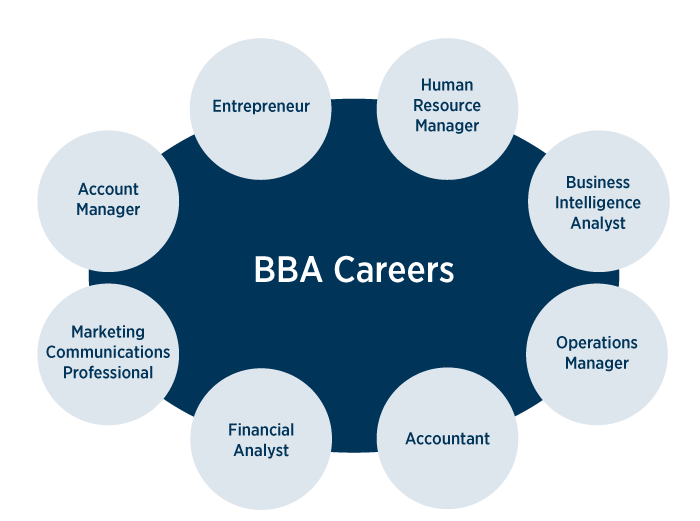 Entrepreneur
Human
Resource
Manager
Account
Manager
Business
Intelligence
Analyst
BBA Careers
Marketing
Communications
Professional
Operations
Manager
Financial
Analyst
Accountant